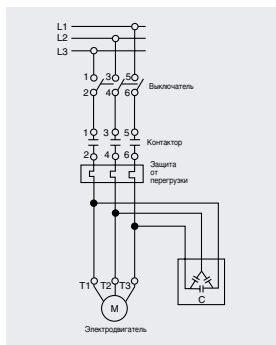 L1
L2
L3
1 3 5
2 4 6
Выключатель
1 3 5
Контактор
2 4 6
Защита
от
перегрузки
T1 T2 T3
M
C
Электродвигатель